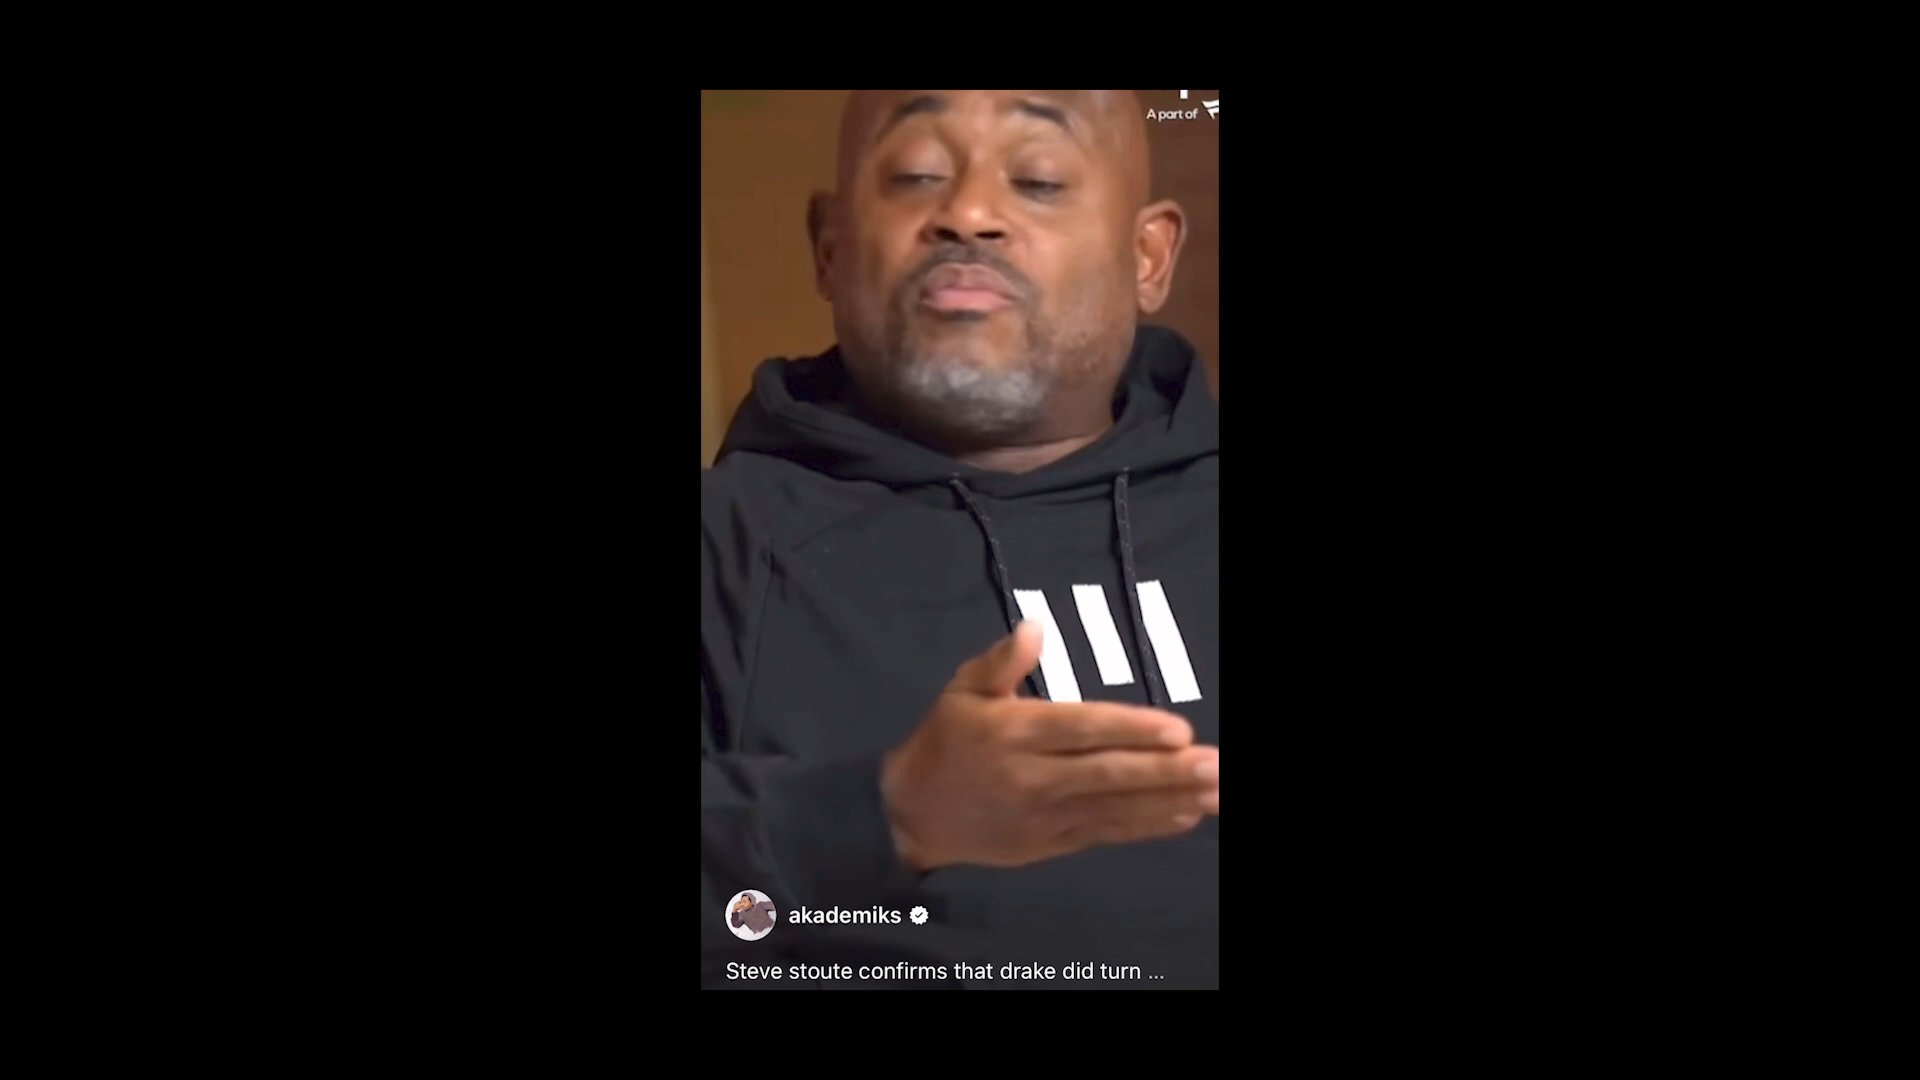 A part of
akademiks
Steve stoute confirms that drake did turn ...